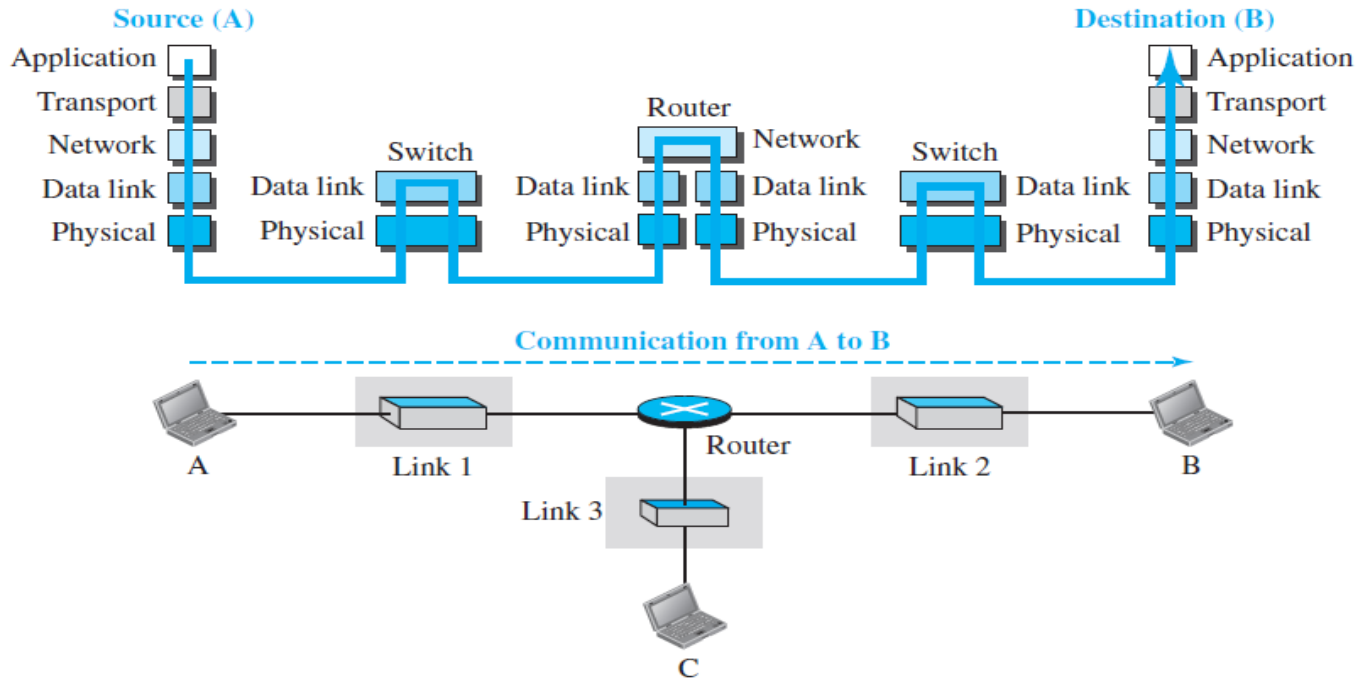 Source (A)
Destination (B)
Application
Application
Transport
Transport
Router
Network
Network
Network
Switch
Switch
Data link
Data link
Data link
Data link
Data link
Data link
Physical
Physical
Physical
Physical
Physical
Physical
Communication from A to B
A
Link 1
Router
Link 2
B
Link 3
C